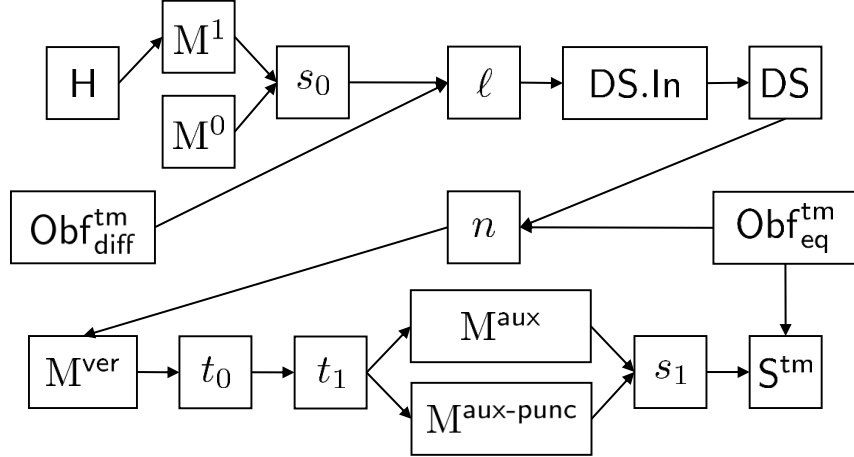 H
M^1
M^0
s_0
ℓ
DS.In
DS
Obf^tm_diff
n
Obf^tm_eq
M^ver
t_0
t_1
M^aux
M^aux-punc
s_1
S^tm